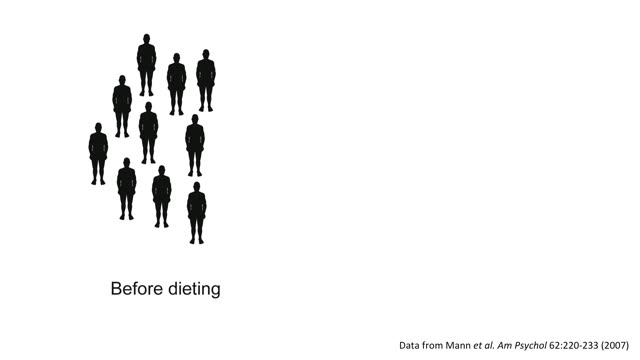 Before dieting
Data from Mann et al. Am Psychol 62:220-233 (2007)